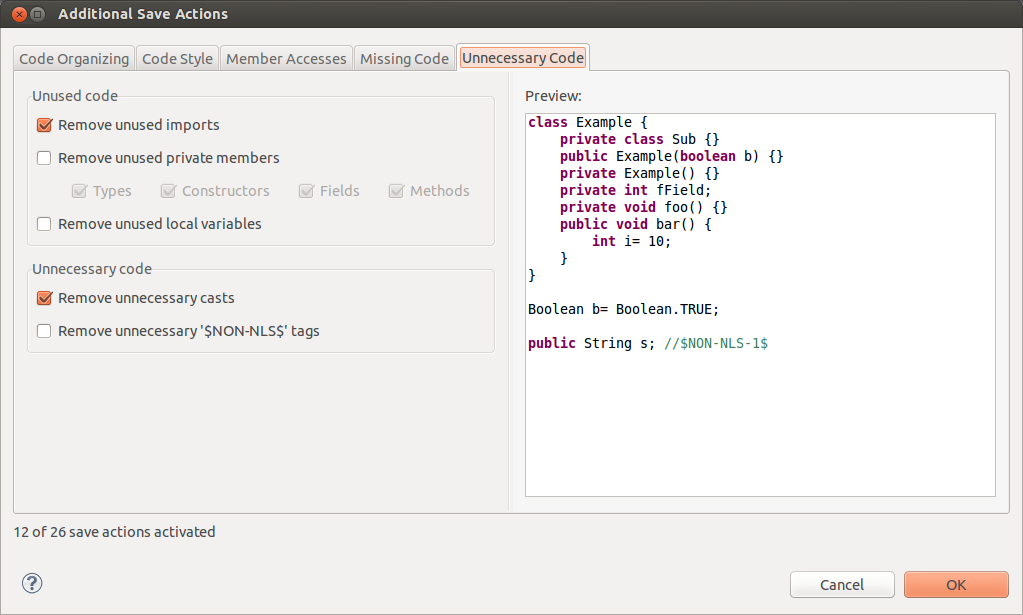 Additional Save Actions
Code Organizing Code Style Member Accesses Missing Code Unnecessary Code
Unused code
Remove unused imports
Remove unused private members
Types Constructors Fields Methods
Remove unused local variables
Unnecessary code
Remove unnecessary casts
Remove unnecessary '$NON-NLS$' tags
Preview:
class Example {
    private class Sub {}
    public Example(boolean b) {}
    private Example() {}
    private int fField;
    private void foo() {}
    public void bar() {
        int i= 10;
    }
}
Boolean b= Boolean.TRUE;
public String s; //$NON-NLS-1$
12 of 26 save actions activated
?
Cancel OK